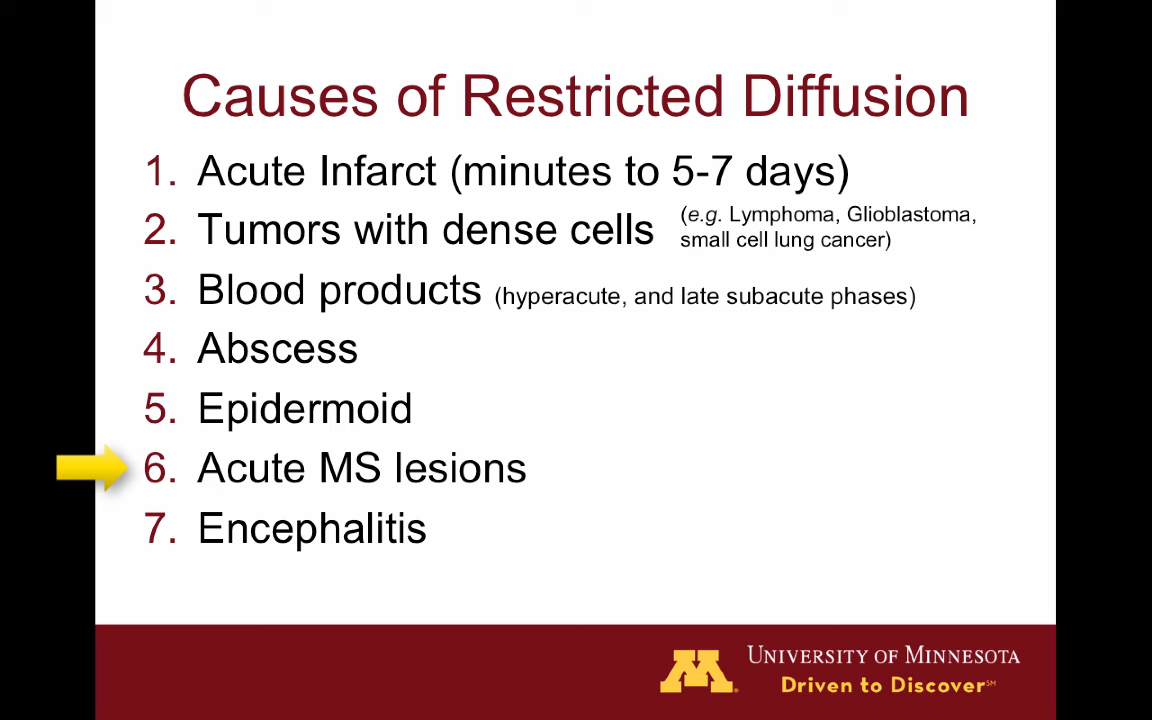 Causes of Restricted Diffusion
1. Acute Infarct (minutes to 5-7 days)
2. Tumors with dense cells (e.g. Lymphoma, Glioblastoma,
small cell lung cancer)
3. Blood products (hyperacute, and late subacute phases)
4. Abscess
5. Epidermoid
6. Acute MS lesions
7. Encephalitis
M
UNIVERSITY OF MINNESOTA
Driven to Discover℠